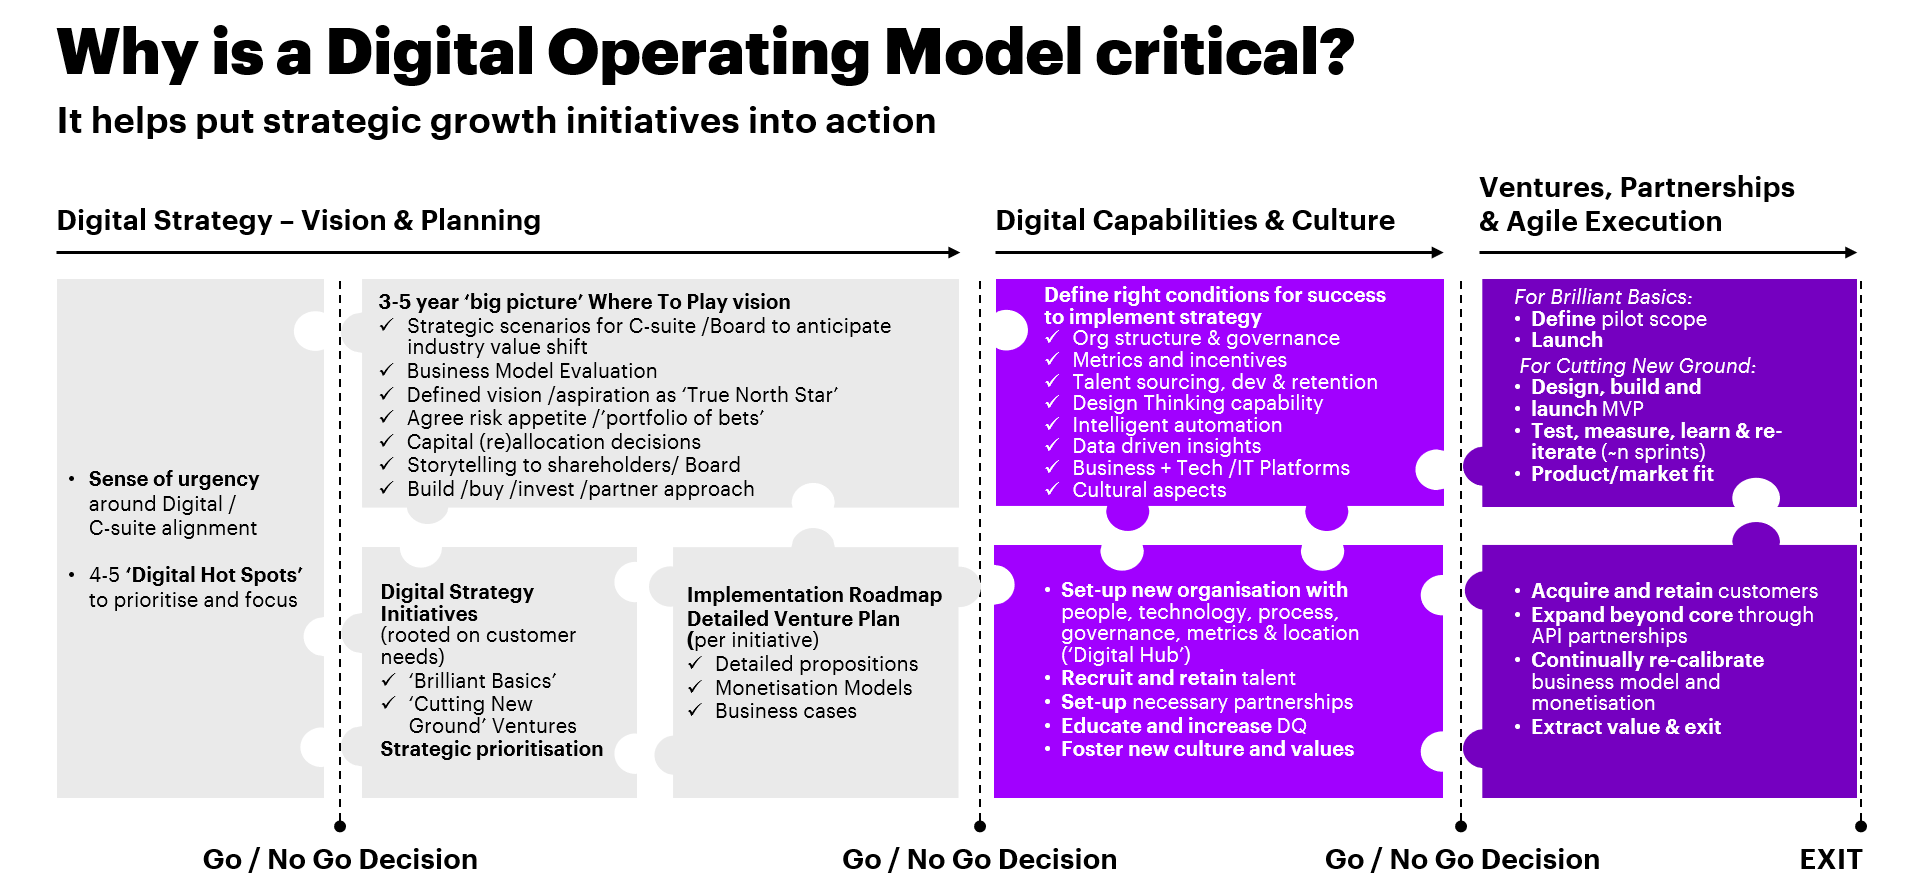 Why is a Digital Operating Model critical?
It helps put strategic growth initiatives into action
Digital Strategy – Vision & Planning
• Sense of urgency
around Digital /
C-suite alignment
• 4-5 ‘Digital Hot Spots’
to prioritise and focus
3-5 year ‘big picture’ Where To Play vision
✓ Strategic scenarios for C-suite /Board to anticipate
industry value shift
✓ Business Model Evaluation
✓ Defined vision /aspiration as ‘True North Star’
✓ Agree risk appetite /’portfolio of bets’
✓ Capital (re)allocation decisions
✓ Storytelling to shareholders/ Board
✓ Build /buy /invest /partner approach
Digital Strategy
Initiatives
(rooted on customer
needs)
✓ ‘Brilliant Basics’
✓ ‘Cutting New
Ground’ Ventures
Strategic prioritisation
Implementation Roadmap
Detailed Venture Plan
(per initiative)
✓ Detailed propositions
✓ Monetisation Models
✓ Business cases
Digital Capabilities & Culture
Define right conditions for success
to implement strategy
✓ Org structure & governance
✓ Metrics and incentives
✓ Talent sourcing, dev & retention
✓ Design Thinking capability
✓ Intelligent automation
✓ Data driven insights
✓ Business + Tech /IT Platforms
✓ Cultural aspects
• Set-up new organisation with
people, technology, process,
governance, metrics & location
(‘Digital Hub’)
• Recruit and retain talent
• Set-up necessary partnerships
• Educate and increase DQ
• Foster new culture and values
Ventures, Partnerships
& Agile Execution
For Brilliant Basics:
• Define pilot scope
• Launch
For Cutting New Ground:
• Design, build and
• launch MVP
• Test, measure, learn & re-
iterate (~n sprints)
• Product/market fit
• Acquire and retain customers
• Expand beyond core through
API partnerships
• Continually re-calibrate
business model and
monetisation
• Extract value & exit
Go / No Go Decision
Go / No Go Decision
Go / No Go Decision
EXIT